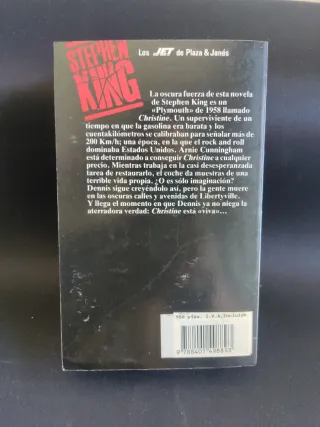 STEPHEN
KING
Los JET de Plaza & Janés
La oscura fuerza de esta novela
de Stephen King es un
«Plymouth» de 1958 llamado
Christine. Un superviviente de un
tiempo en que la gasolina era barata y los
cuentakilómetros se calibraban para señalar más de
200 Km/h; una época, en la que el rock and roll
dominaba Estados Unidos. Arnie Cunningham
está determinado a conseguir Christine a cualquier
precio. Mientras trabaja en la casi desesperanzada
tarea de restaurarlo, el coche da muestras de una
terrible vida propia. ¿O es sólo imaginación?
Dennis sigue creyéndolo así, pero la gente muere
en las oscuras calles y avenidas de Libertyville.
Y llega el momento en que Dennis ya no niega la
aterradora verdad: Christine está «viva»...
950 ptas. I.V.A. Incluido